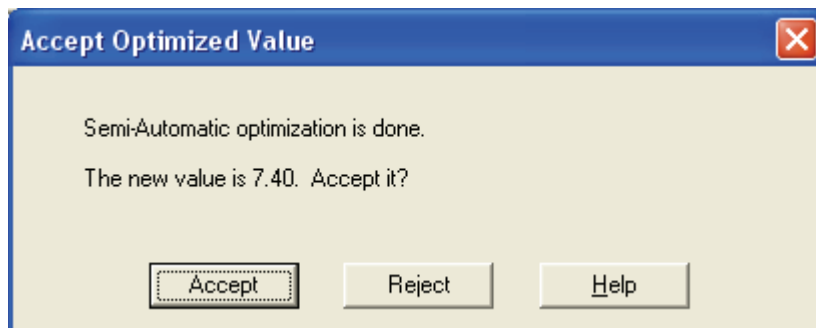 Accept Optimized Value
Semi-Automatic optimization is done.
The new value is 7.40. Accept it?
Accept Reject Help